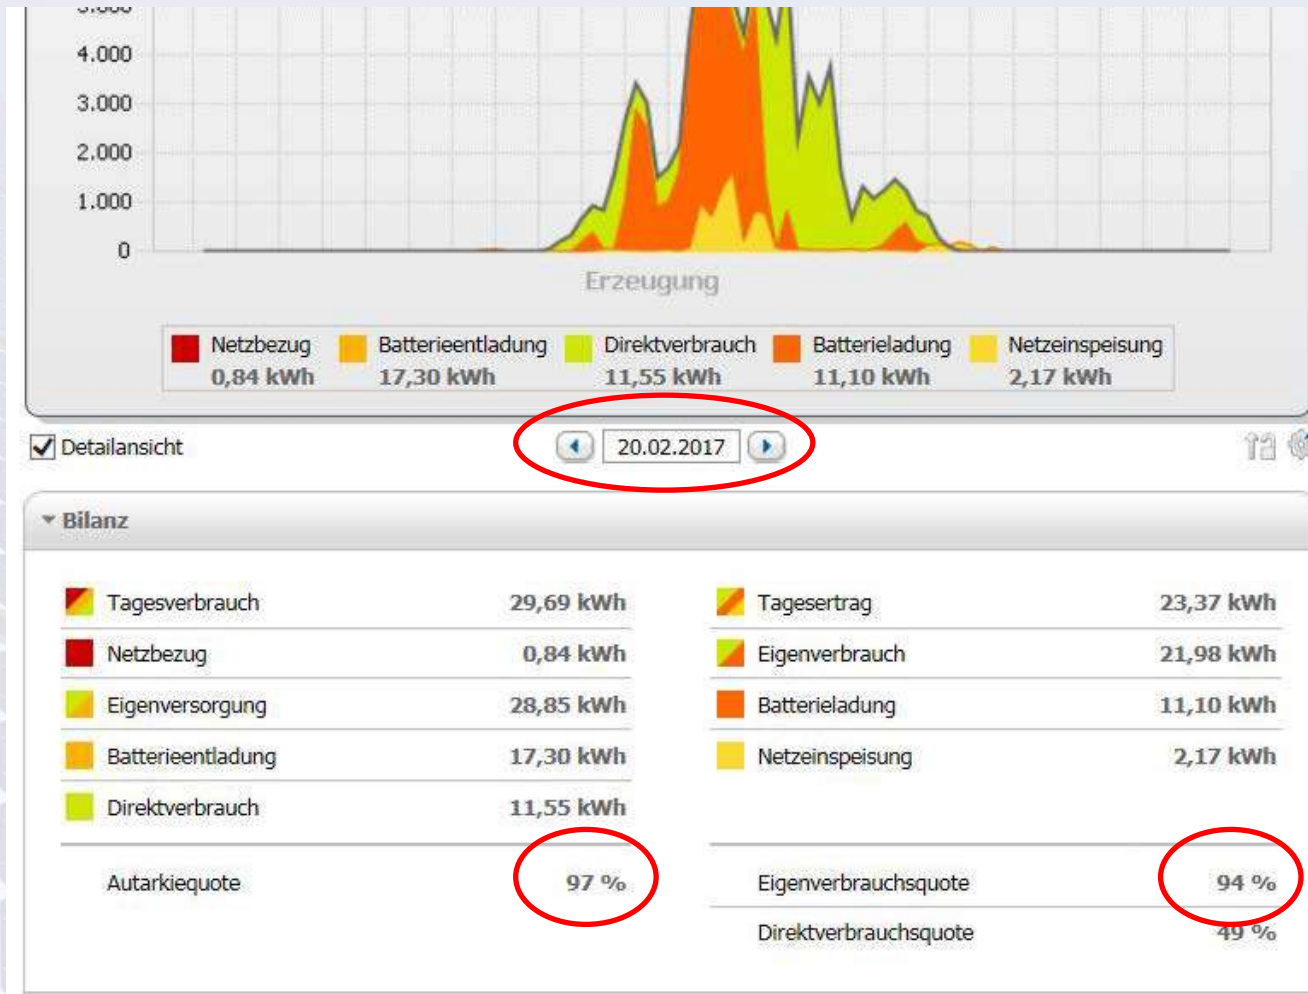 4.000
3.000
2.000
1.000
0
Erzeugung
Netzbezug Batterieentladung Direktverbrauch Batterieladung Netzeinspeisung
0,84 kWh 17,30 kWh 11,55 kWh 11,10 kWh 2,17 kWh
Detailansicht 20.02.2017
Bilanz
Tagesverbrauch 29,69 kWh Tagesertrag 23,37 kWh
Netzbezug 0,84 kWh Eigenverbrauch 21,98 kWh
Eigenversorgung 28,85 kWh Batterieladung 11,10 kWh
Batterieentladung 17,30 kWh Netzeinspeisung 2,17 kWh
Direktverbrauch 11,55 kWh
Autarkiequote 97 % Eigenverbrauchsquote 94 %
Direktverbrauchsquote 49 %